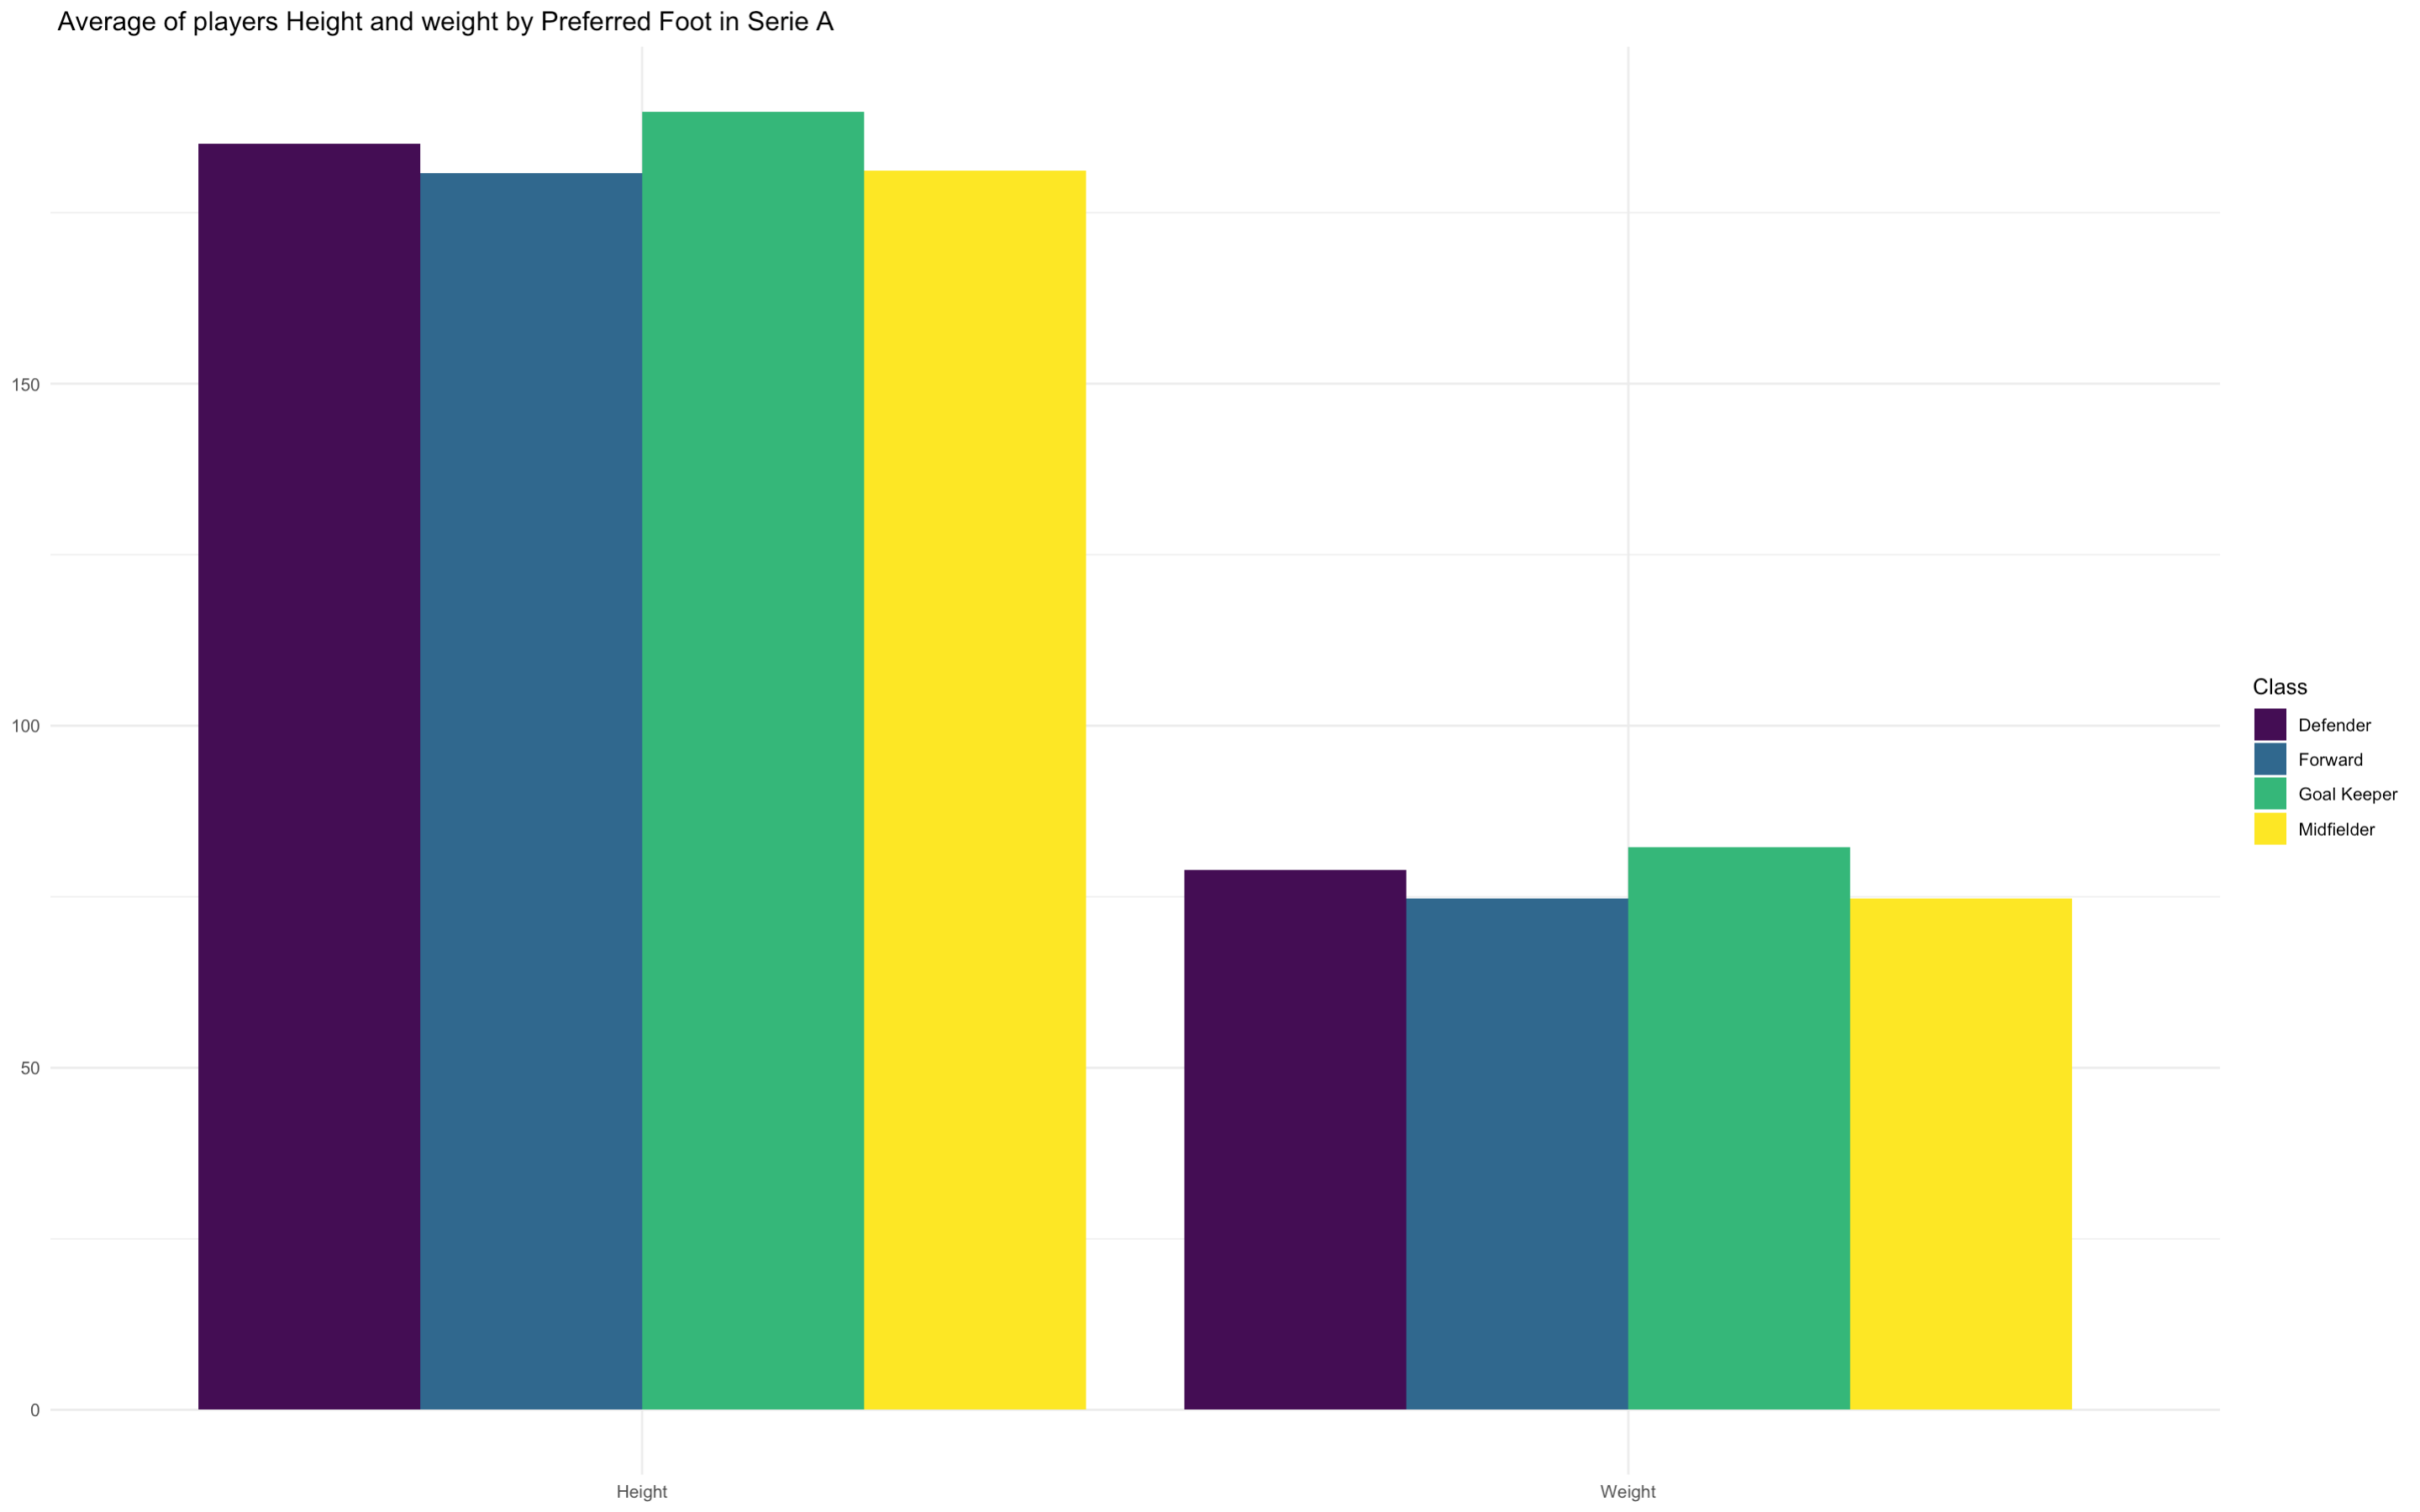 Average of players Height and weight by Preferred Foot in Serie A
150
100
50
0
Height
Weight
Class
Defender
Forward
Goal Keeper
Midfielder